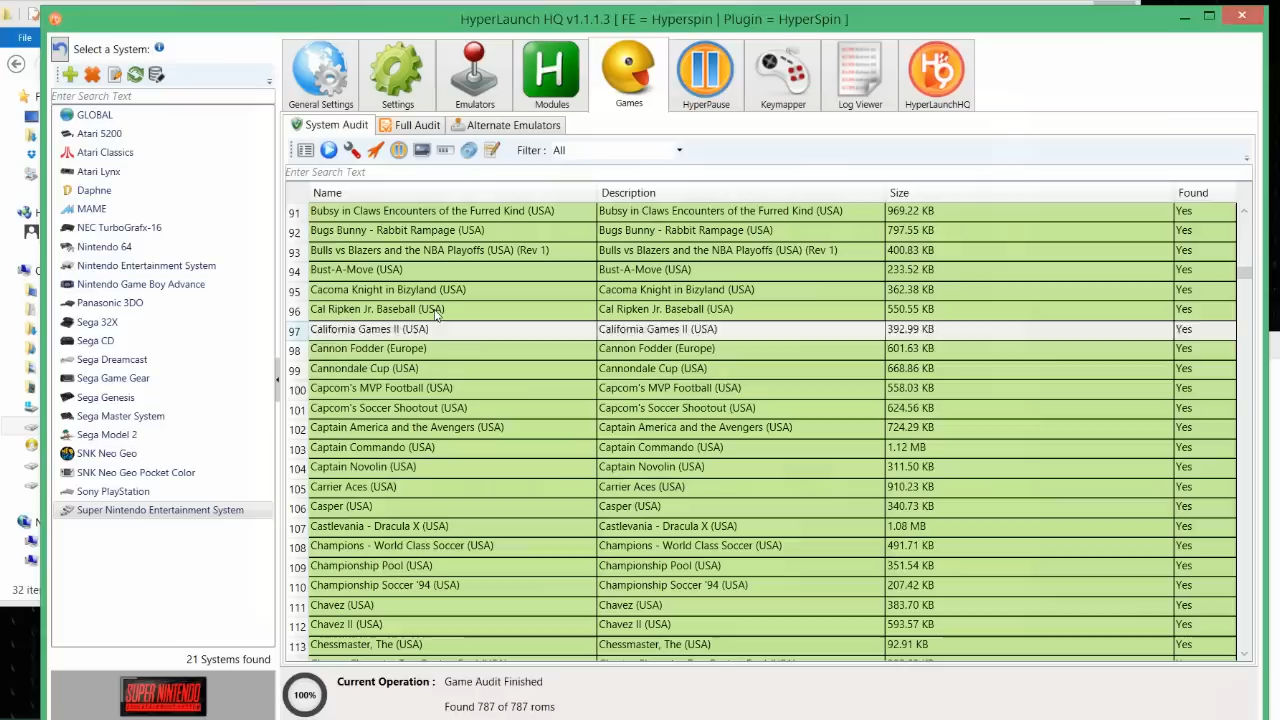 HyperLaunch HQ v1.1.1.3 [ FE = Hyperspin | Plugin = HyperSpin ]
File
Select a System:
General Settings
Settings
Emulators
Modules
Games
HyperPause
Keymapper
Log Viewer
HyperLaunchHQ
Enter Search Text
GLOBAL
Atari 5200
Atari Classics
Atari Lynx
Daphne
MAME
NEC TurboGrafx-16
Nintendo 64
Nintendo Entertainment System
Nintendo Game Boy Advance
Panasonic 3DO
Sega 32X
Sega CD
Sega Dreamcast
Sega Game Gear
Sega Genesis
Sega Master System
Sega Model 2
SNK Neo Geo
SNK Neo Geo Pocket Color
Sony PlayStation
Super Nintendo Entertainment System
21 Systems found
SUPER NINTENDO
32 ite
System Audit Full Audit Alternate Emulators
Filter : All
Enter Search Text
Name Description Size Found
91 Bubsy in Claws Encounters of the Furred Kind (USA) Bubsy in Claws Encounters of the Furred Kind (USA) 969.22 KB Yes
92 Bugs Bunny - Rabbit Rampage (USA) Bugs Bunny - Rabbit Rampage (USA) 797.55 KB Yes
93 Bulls vs Blazers and the NBA Playoffs (USA) (Rev 1) Bulls vs Blazers and the NBA Playoffs (USA) (Rev 1) 400.83 KB Yes
94 Bust-A-Move (USA) Bust-A-Move (USA) 233.52 KB Yes
95 Cacoma Knight in Bizyland (USA) Cacoma Knight in Bizyland (USA) 362.38 KB Yes
96 Cal Ripken Jr. Baseball (USA) Cal Ripken Jr. Baseball (USA) 550.55 KB Yes
97 California Games II (USA) California Games II (USA) 392.99 KB Yes
98 Cannon Fodder (Europe) Cannon Fodder (Europe) 601.63 KB Yes
99 Cannondale Cup (USA) Cannondale Cup (USA) 668.86 KB Yes
100 Capcom's MVP Football (USA) Capcom's MVP Football (USA) 558.03 KB Yes
101 Capcom's Soccer Shootout (USA) Capcom's Soccer Shootout (USA) 624.56 KB Yes
102 Captain America and the Avengers (USA) Captain America and the Avengers (USA) 724.29 KB Yes
103 Captain Commando (USA) Captain Commando (USA) 1.12 MB Yes
104 Captain Novolin (USA) Captain Novolin (USA) 311.50 KB Yes
105 Carrier Aces (USA) Carrier Aces (USA) 910.23 KB Yes
106 Casper (USA) Casper (USA) 340.73 KB Yes
107 Castlevania - Dracula X (USA) Castlevania - Dracula X (USA) 1.08 MB Yes
108 Champions - World Class Soccer (USA) Champions - World Class Soccer (USA) 491.71 KB Yes
109 Championship Pool (USA) Championship Pool (USA) 351.54 KB Yes
110 Championship Soccer '94 (USA) Championship Soccer '94 (USA) 207.42 KB Yes
111 Chavez (USA) Chavez (USA) 383.70 KB Yes
112 Chavez II (USA) Chavez II (USA) 593.57 KB Yes
113 Chessmaster, The (USA) Chessmaster, The (USA) 92.91 KB Yes
100%
Current Operation : Game Audit Finished
Found 787 of 787 roms